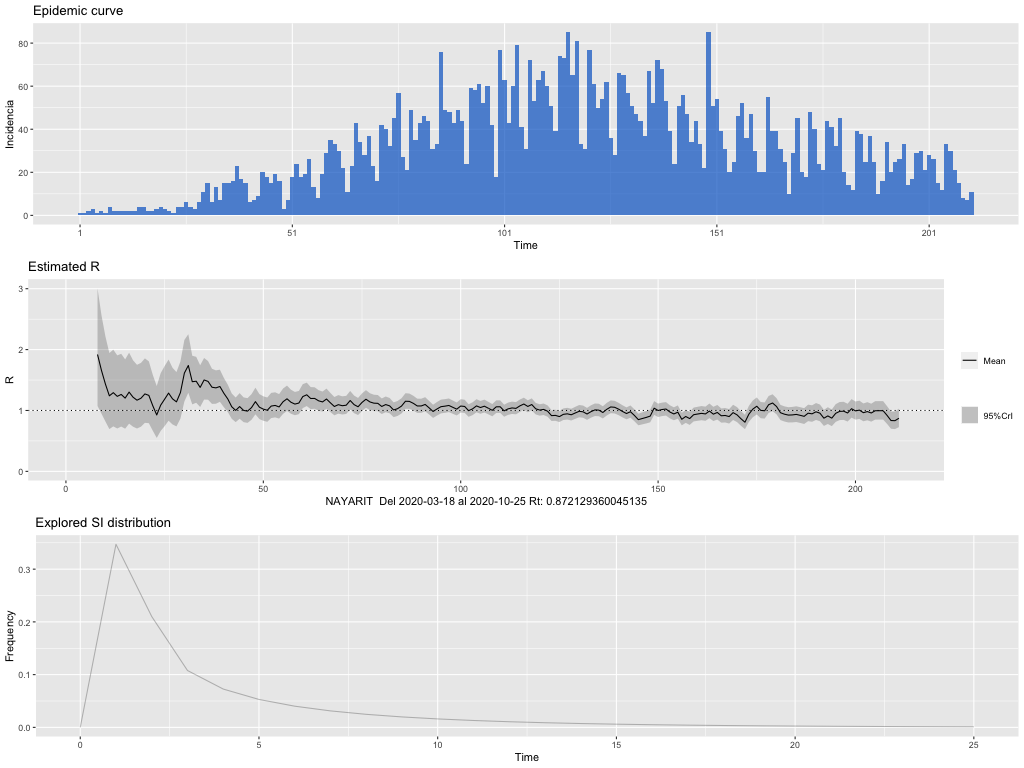 Epidemic curve
80
60
40
20
0
Incidencia
1 51 101 151 201
Time
Estimated R
3
2
1
0
R
Mean
95%CrI
0 50 100 150 200
NAYARIT Del 2020-03-18 al 2020-10-25 Rt: 0.872129360045135
Explored SI distribution
0.3
0.2
0.1
0.0
Frequency
0 5 10 15 20 25
Time